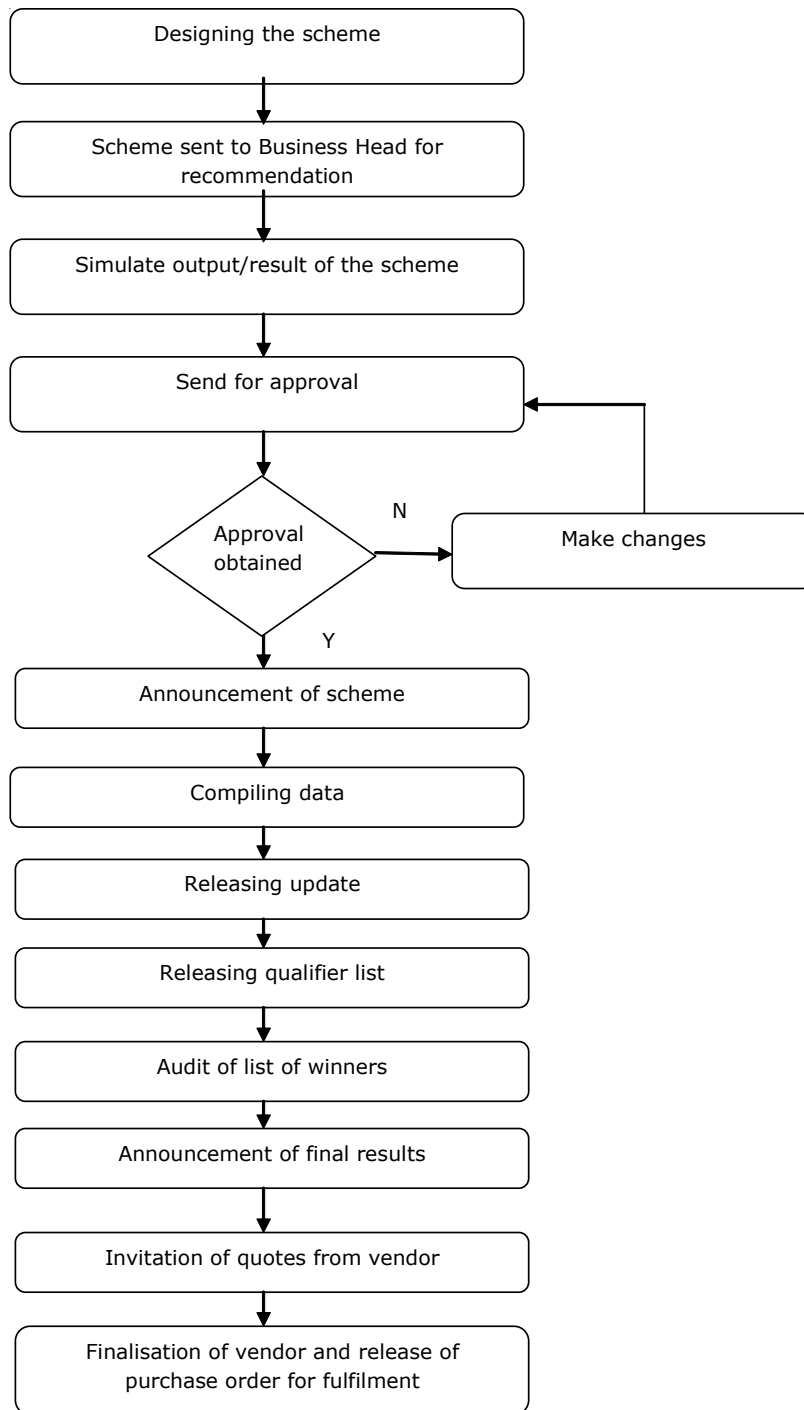 Designing the scheme
Scheme sent to Business Head for
recommendation
Simulate output/result of the scheme
Send for approval
Approval
obtained
N
Make changes
Y
Announcement of scheme
Compiling data
Releasing update
Releasing qualifier list
Audit of list of winners
Announcement of final results
Invitation of quotes from vendor
Finalisation of vendor and release of
purchase order for fulfilment